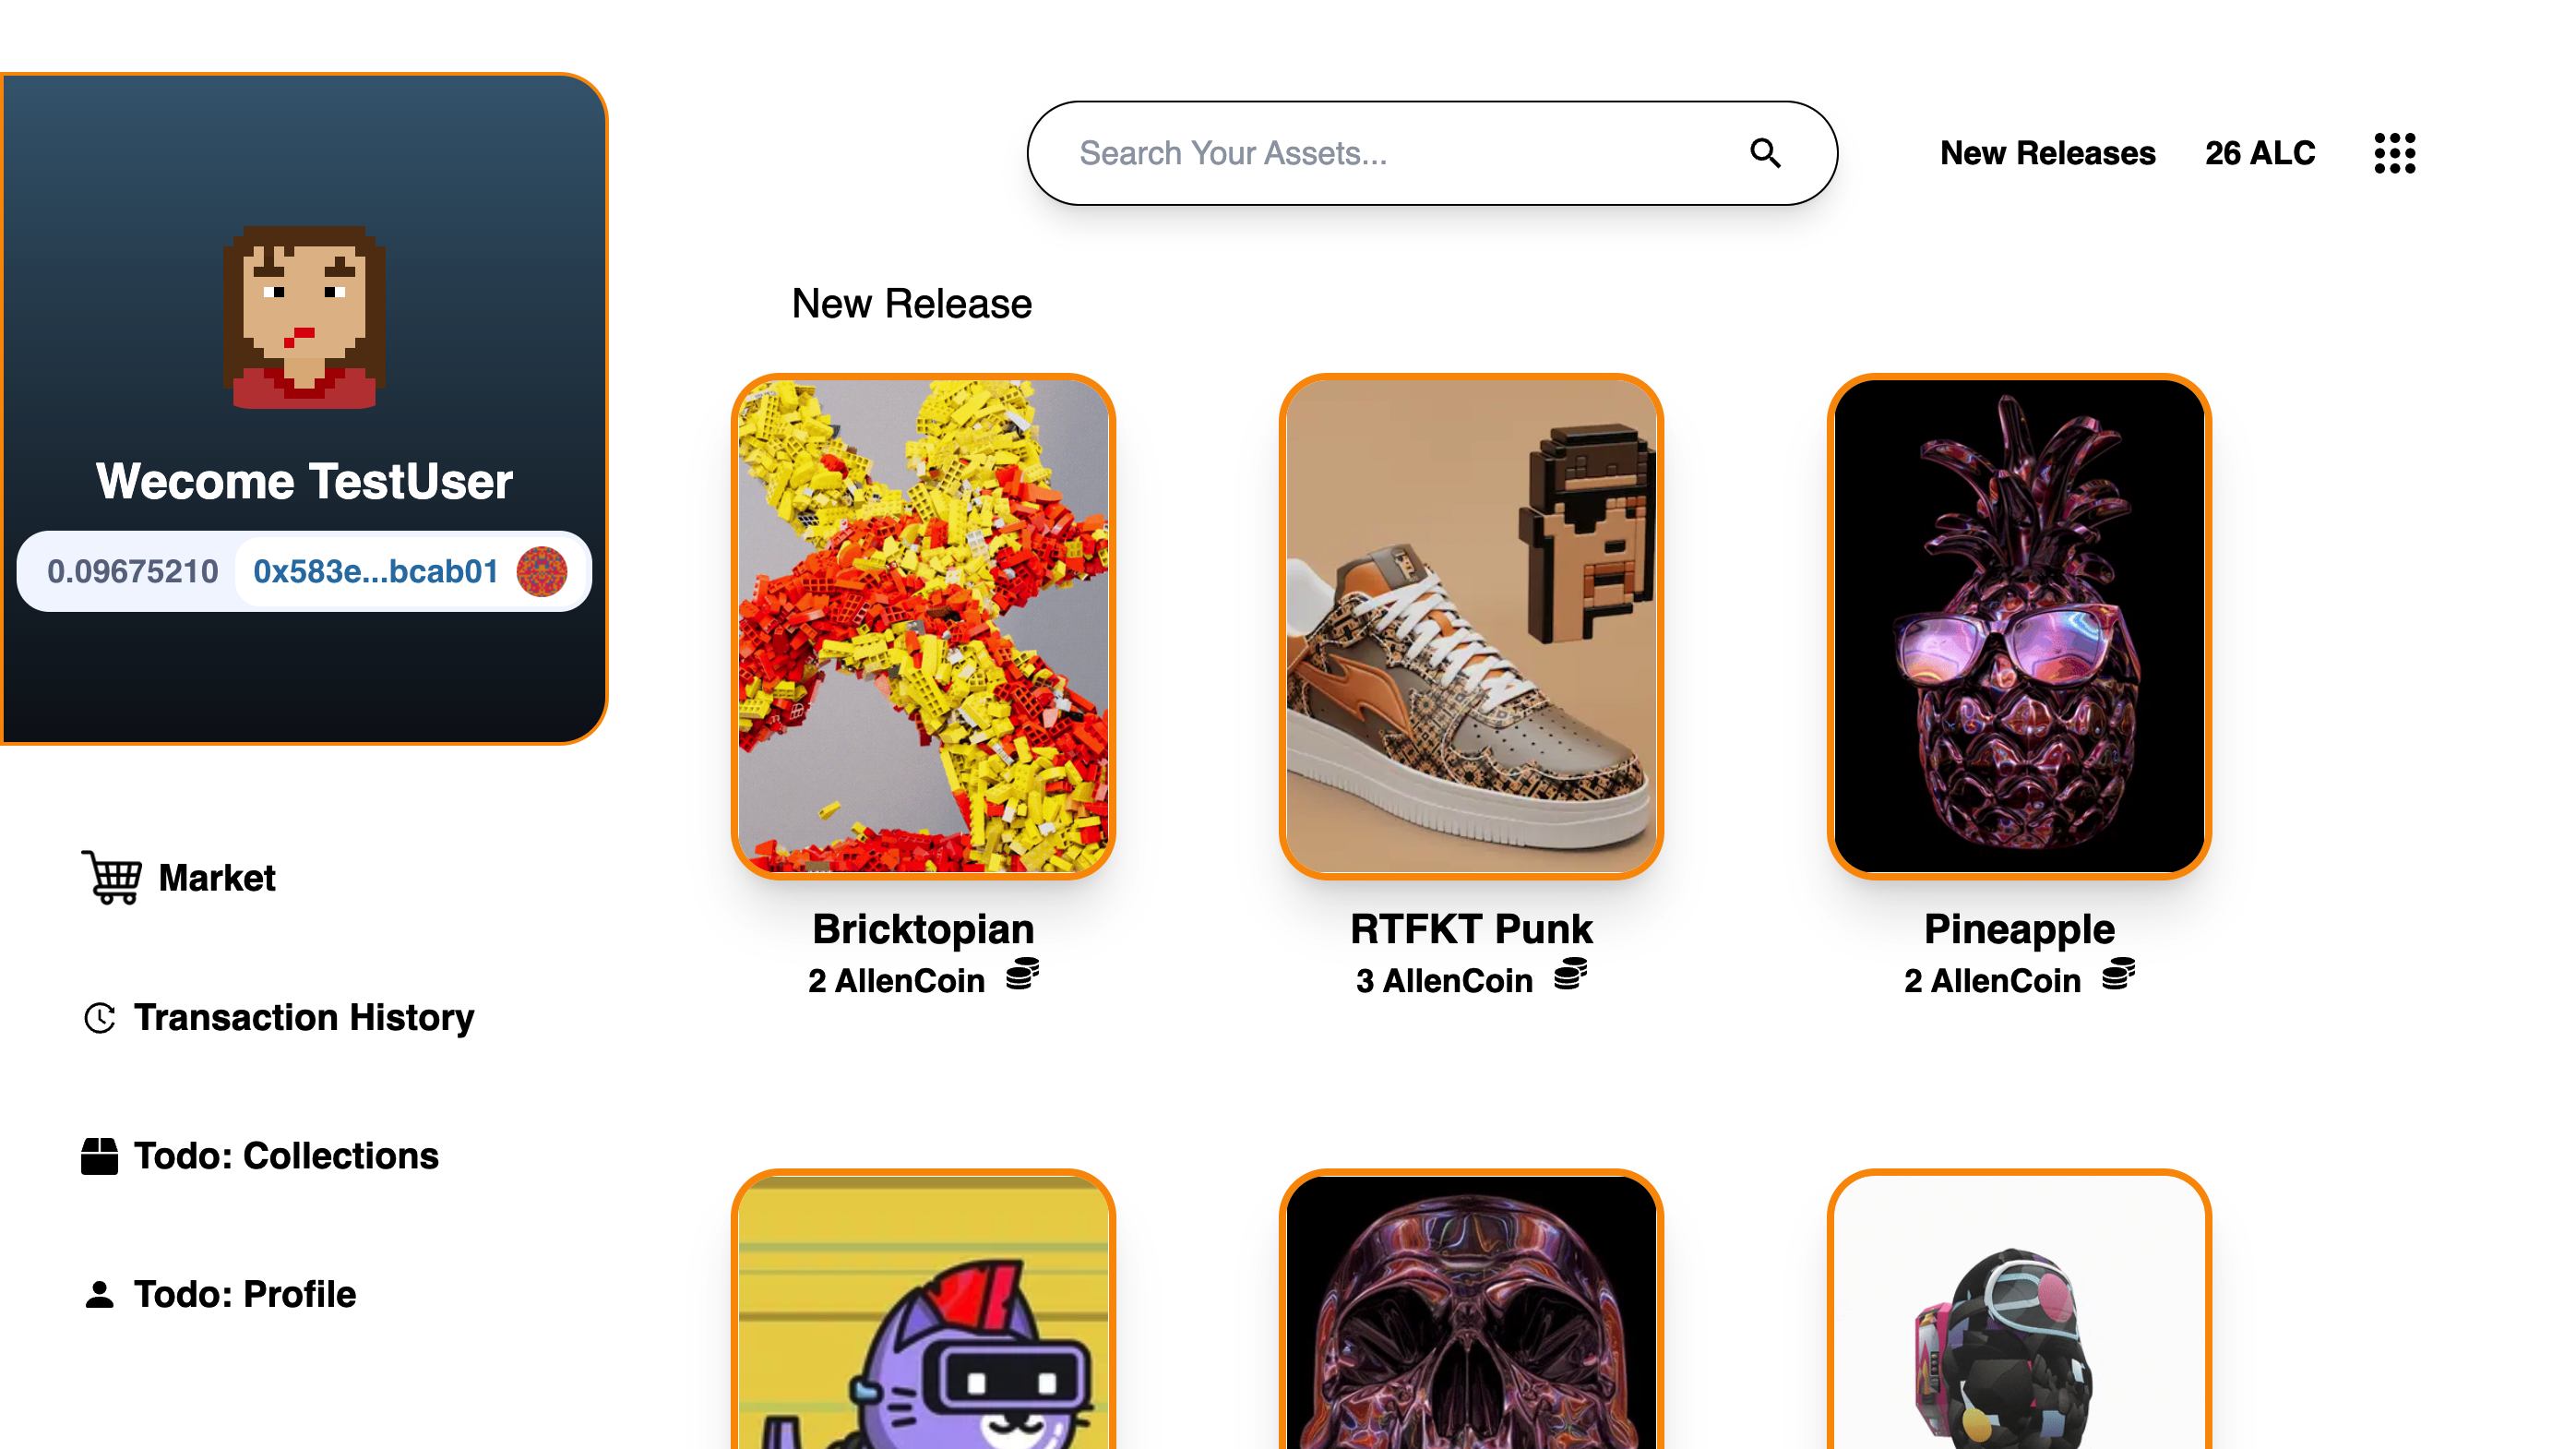 Search Your Assets...
New Releases
26 ALC
Wecome TestUser
0.09675210
0x583e...bcab01
Market
Transaction History
Todo: Collections
Todo: Profile
New Release
Bricktopian
2 AllenCoin
RTFKT Punk
3 AllenCoin
Pineapple
2 AllenCoin